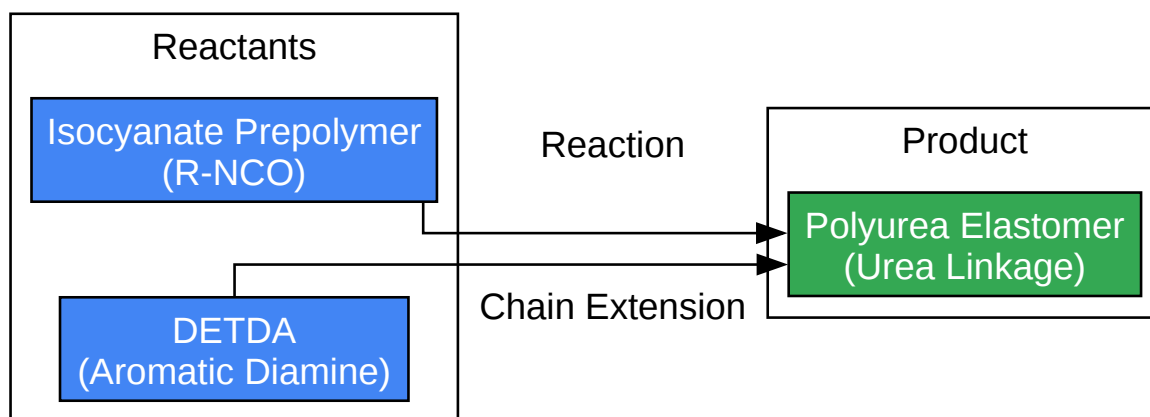 Reactants
Isocyanate Prepolymer
(R-NCO)
DETDA
(Aromatic Diamine)
Reaction
Chain Extension
Product
Polyurea Elastomer
(Urea Linkage)